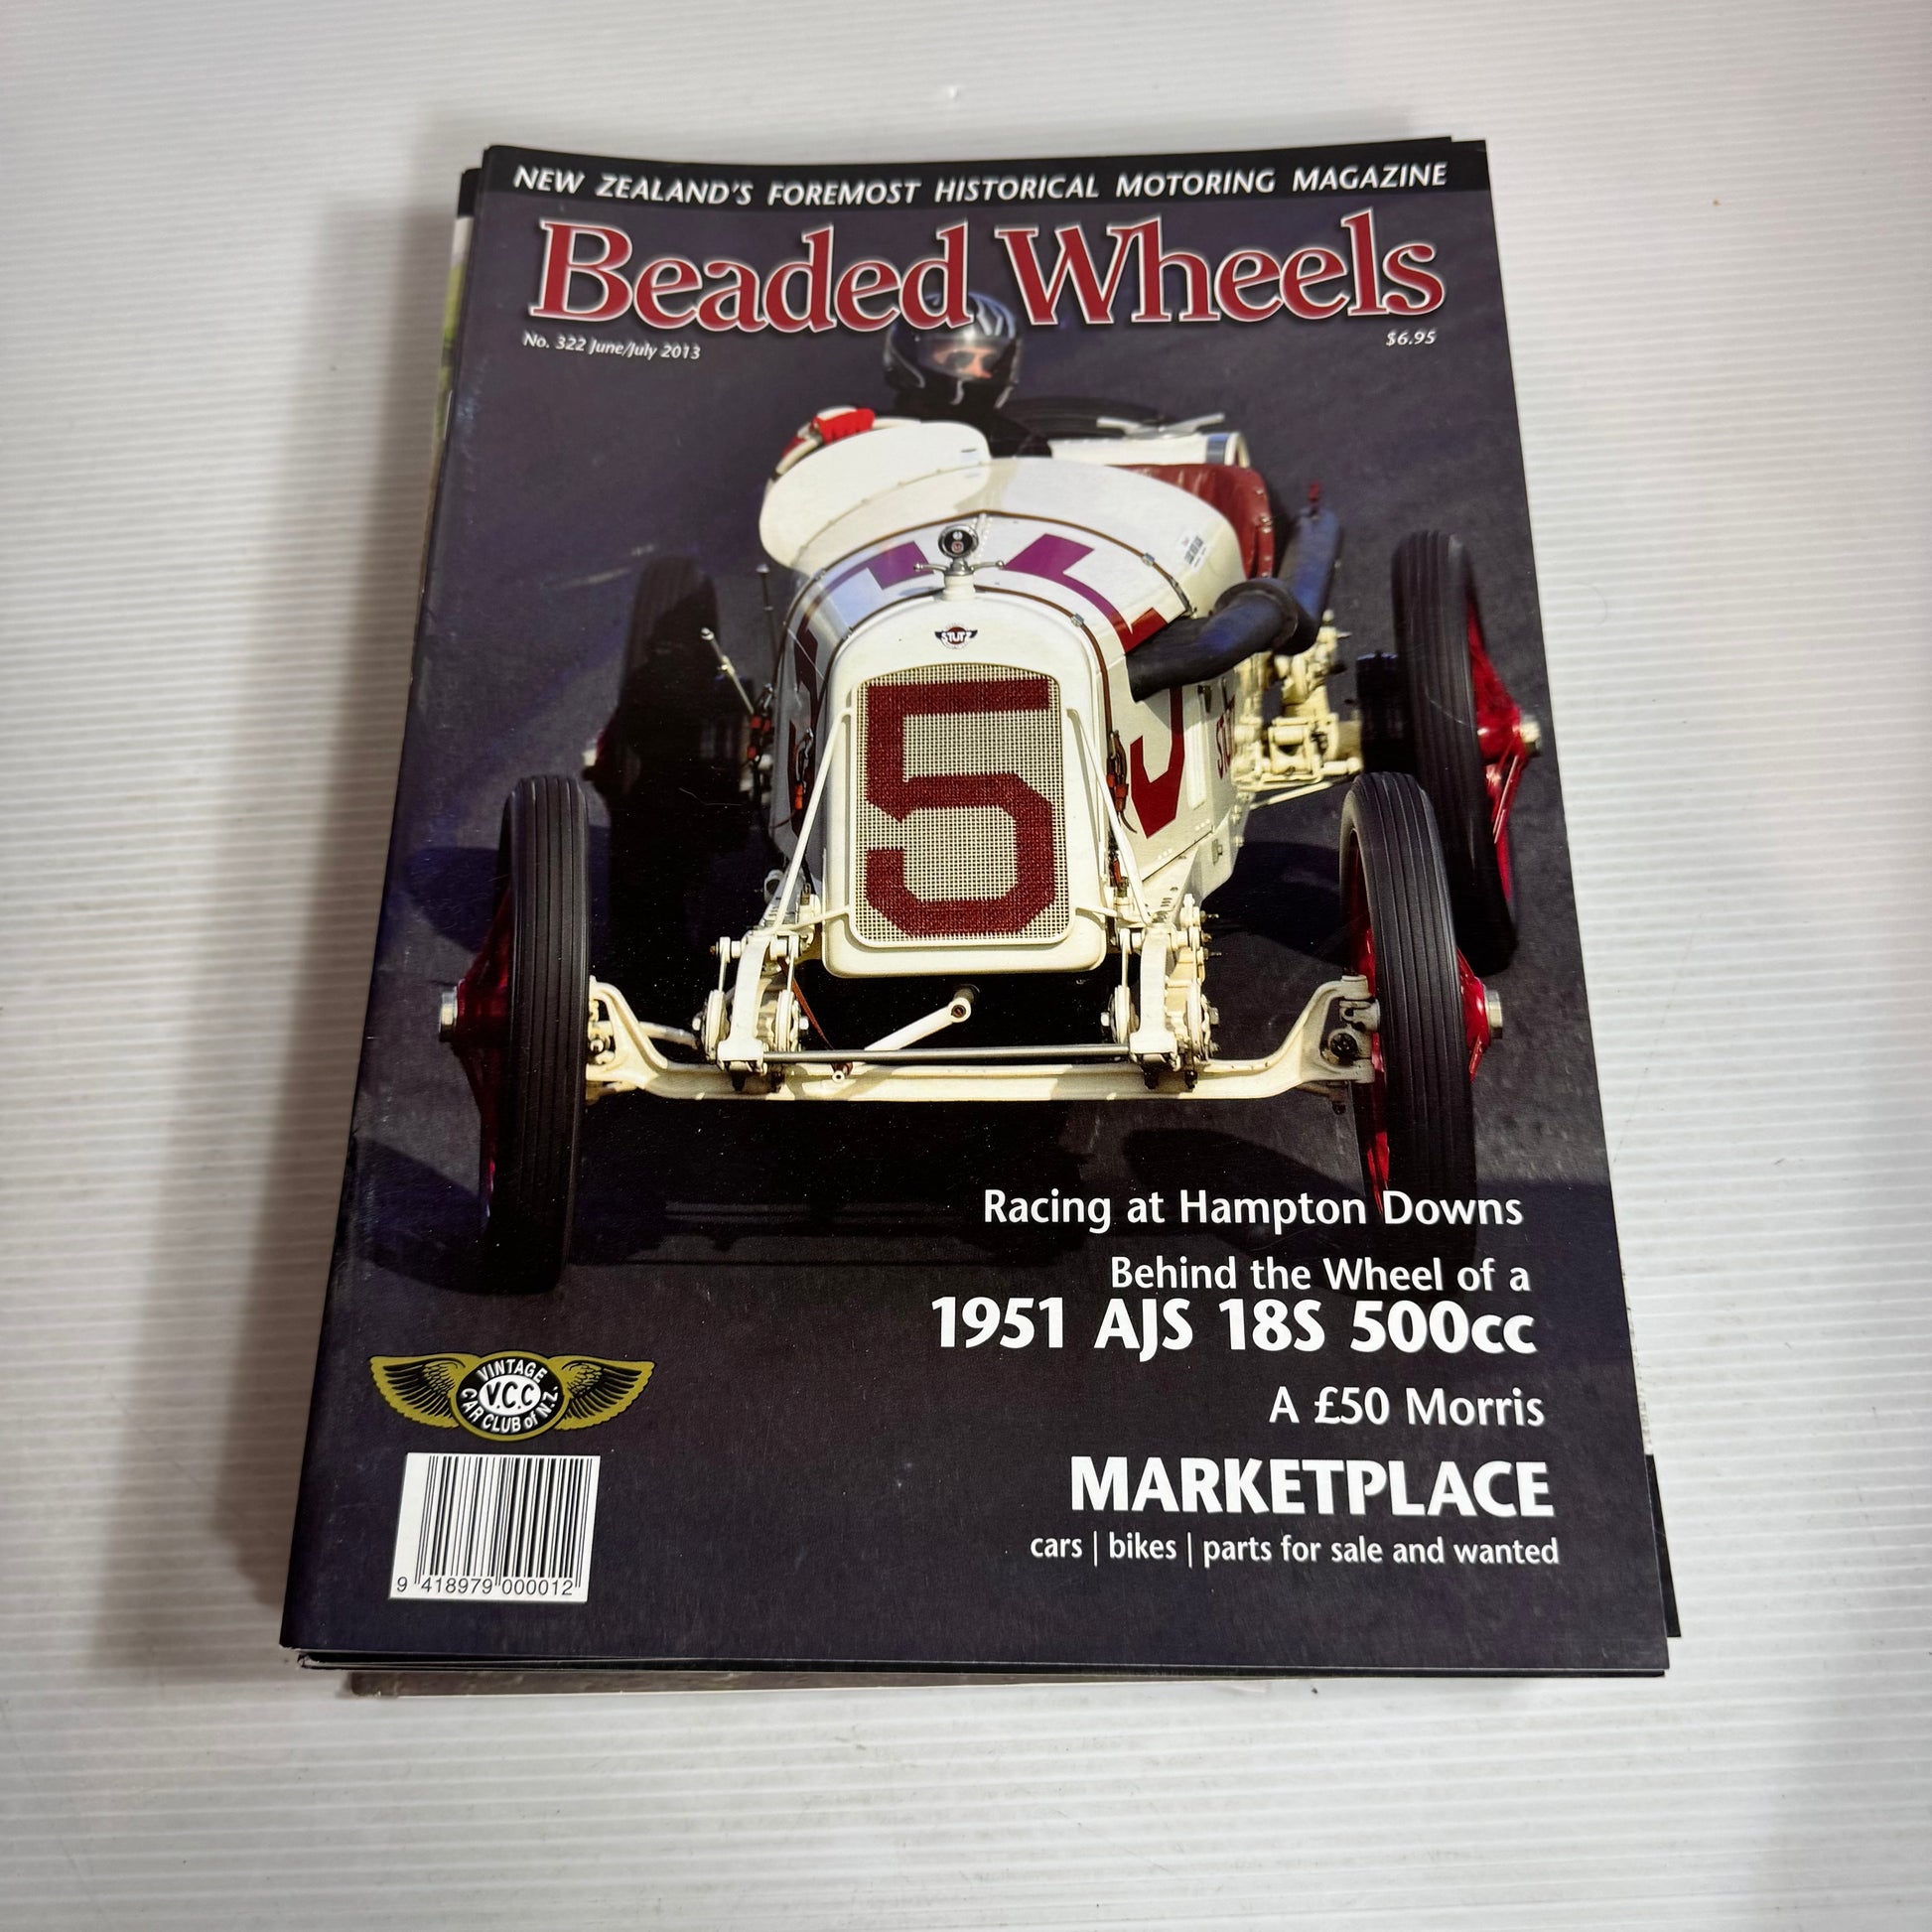 NEW ZEALAND'S FOREMOST HISTORICAL MOTORING MAGAZINE
Beaded Wheels
No. 322 June/July 2013
$6.95
STUTZ
5
5
Racing at Hampton Downs
Behind the Wheel of a
1951 AJS 18S 500cc
A £50 Morris
MARKETPLACE
cars | bikes | parts for sale and wanted
VINTAGE
V.C.C
CAR CLUB of N.Z.
9 418979 000012